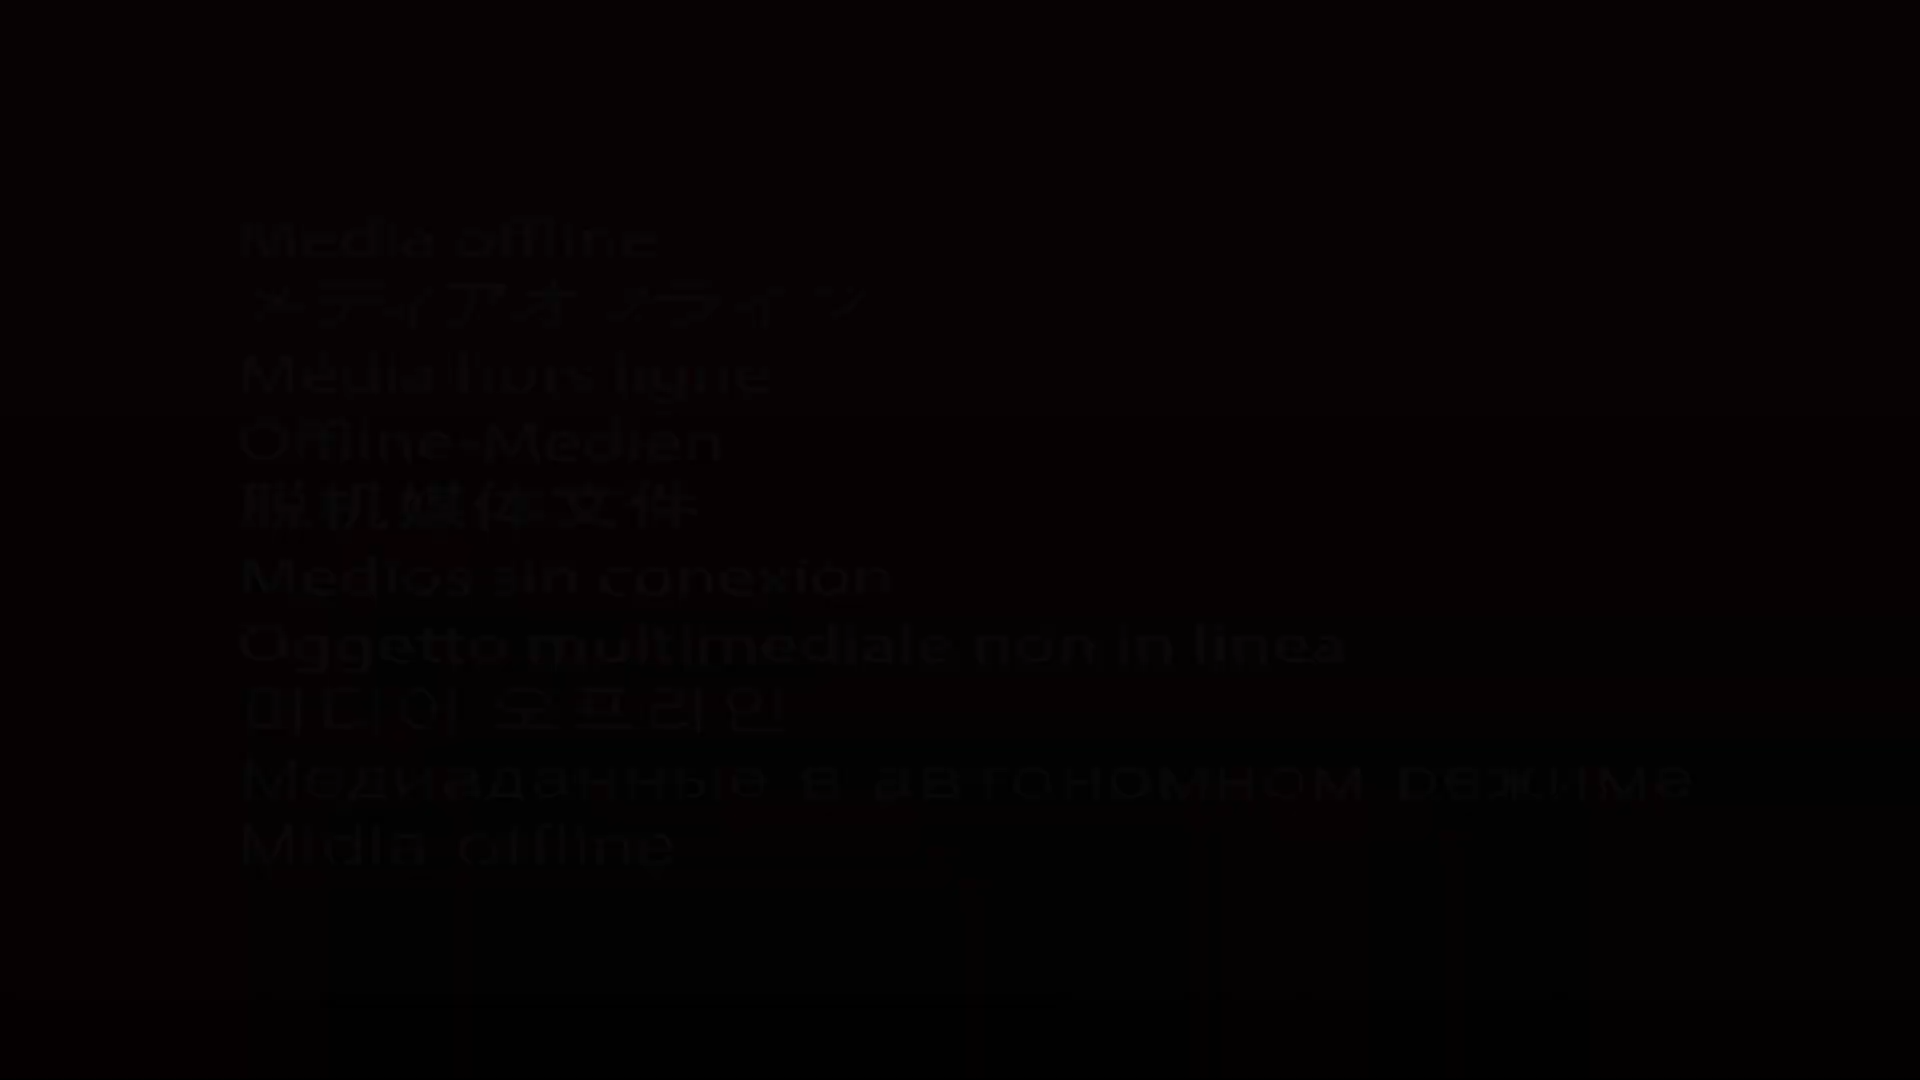 Media offline
メディアオフライン
Média hors ligne
Offline-Medien
脱机媒体文件
Medios sin conexión
Oggetto multimediale non in linea
미디어 오프라인
Медиаданные в автономном режиме
Mídia offline